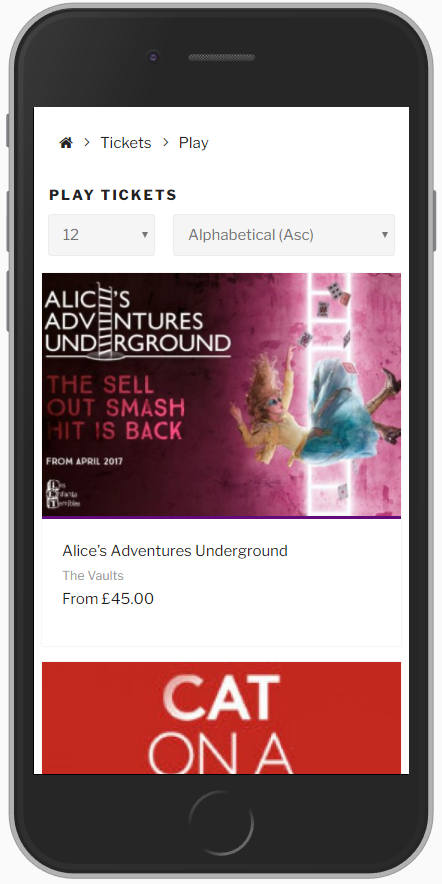 Tickets
Play
PLAY TICKETS
12
Alphabetical (Asc)
ALICE'S
ADVENTURES
UNDERGROUND
THE SELL
OUT SMASH
HIT IS BACK
FROM APRIL 2017
Les
Enfants
Terribles
Alice's Adventures Underground
The Vaults
From £45.00
CAT
ON A